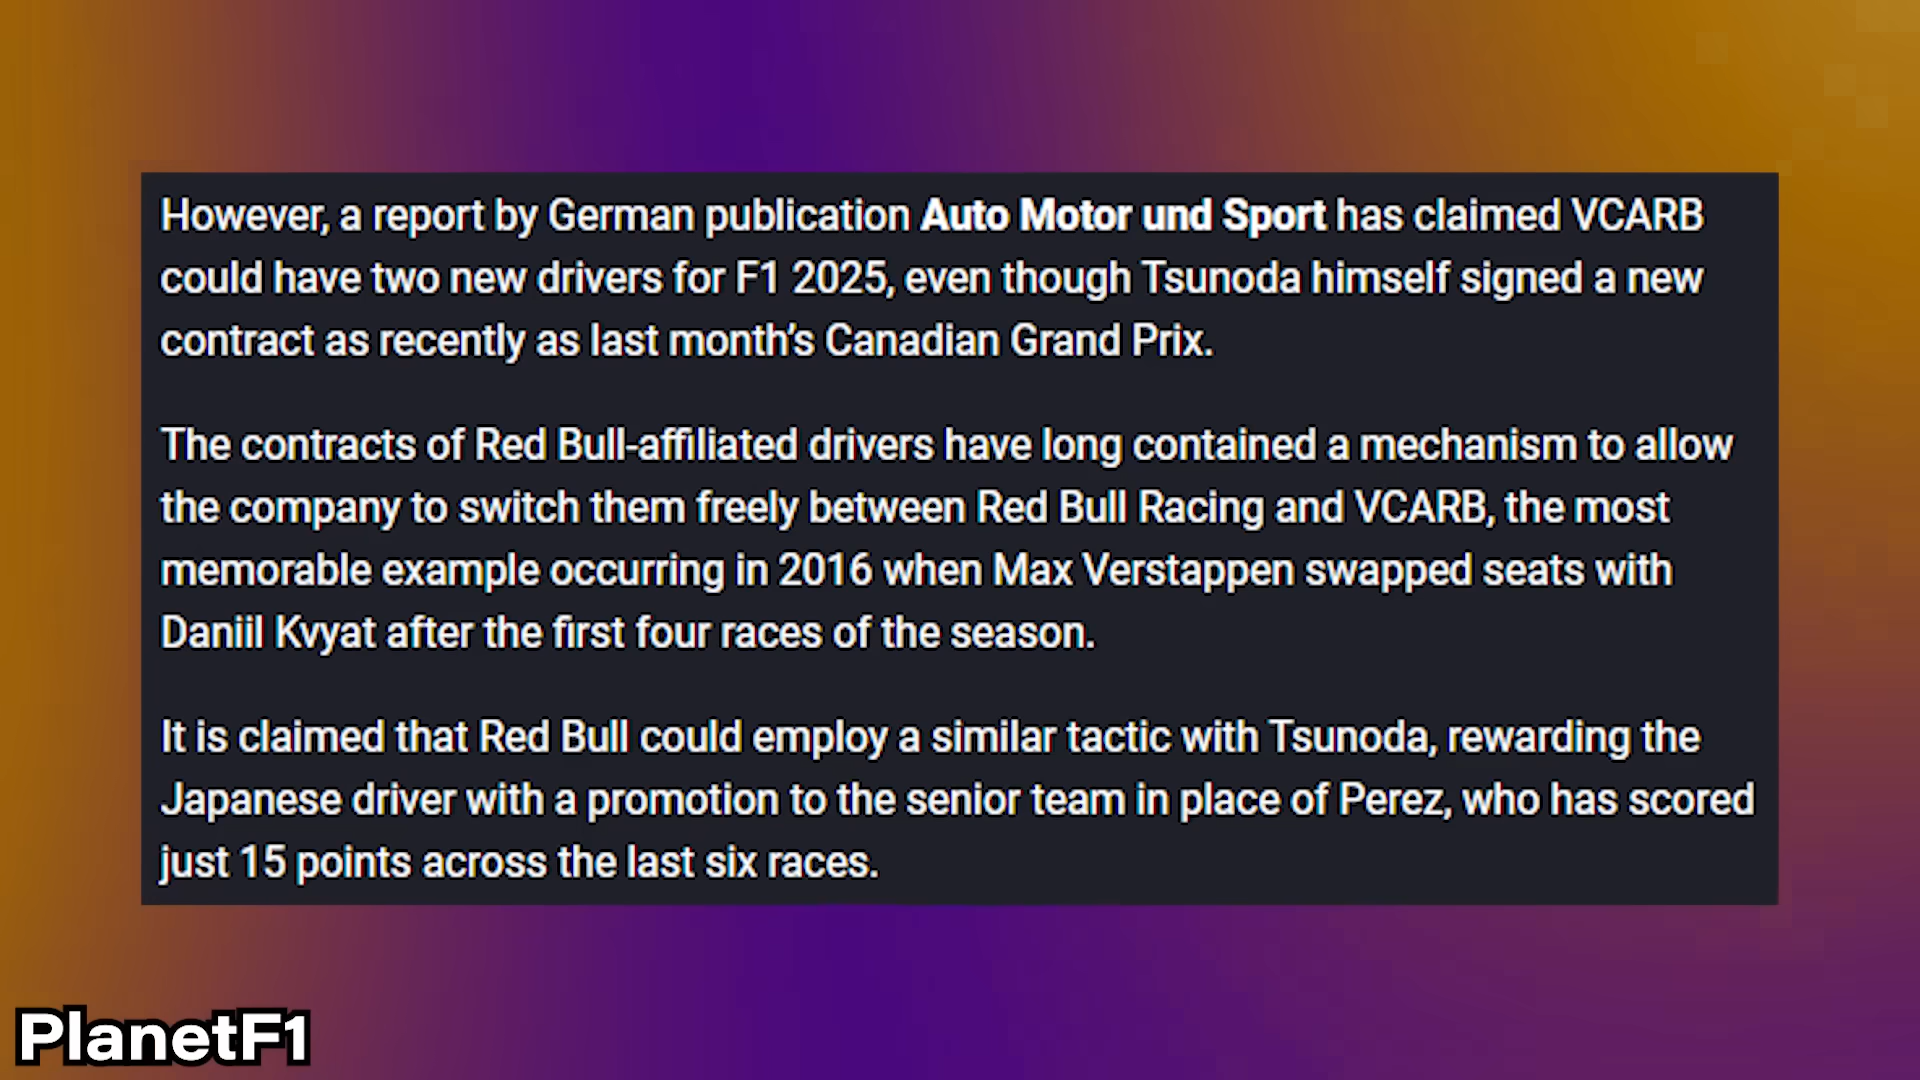 However, a report by German publication Auto Motor und Sport has claimed VCARB
could have two new drivers for F1 2025, even though Tsunoda himself signed a new
contract as recently as last month’s Canadian Grand Prix.
The contracts of Red Bull-affiliated drivers have long contained a mechanism to allow
the company to switch them freely between Red Bull Racing and VCARB, the most
memorable example occurring in 2016 when Max Verstappen swapped seats with
Daniil Kvyat after the first four races of the season.
It is claimed that Red Bull could employ a similar tactic with Tsunoda, rewarding the
Japanese driver with a promotion to the senior team in place of Perez, who has scored
just 15 points across the last six races.
PlanetF1